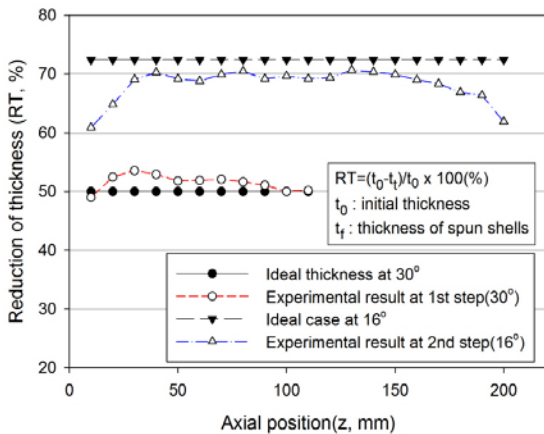 Reduction of thickness (RT, %)
80
70
60
50
40
30
20
RT=(t0-tt)/t0 x 100(%)
t0 : initial thickness
tf : thickness of spun shells
Ideal thickness at 30°
Experimental result at 1st step(30°)
Ideal case at 16°
Experimental result at 2nd step(16°)
0
50
100
150
200
Axial position(z, mm)